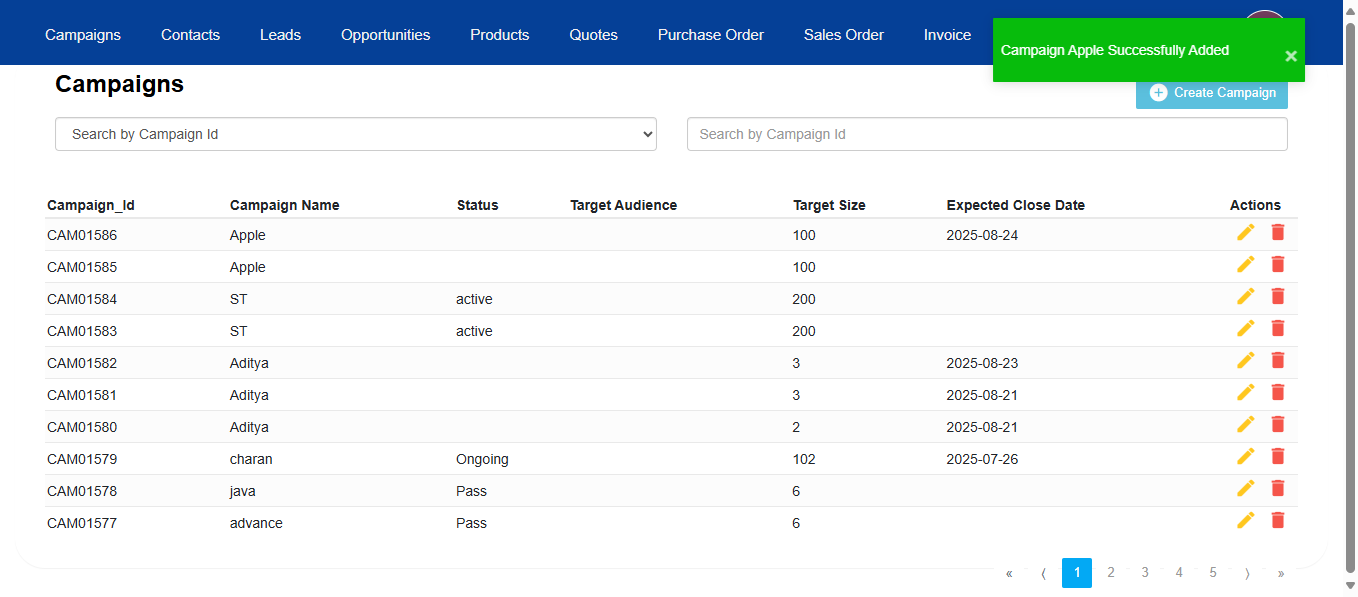 Campaigns Contacts Leads Opportunities Products Quotes Purchase Order Sales Order Invoice
Campaign Apple Successfully Added ×
Campaigns
Create Campaign
Search by Campaign Id Search by Campaign Id
Campaign_Id Campaign Name Status Target Audience Target Size Expected Close Date Actions
CAM01586 Apple 100 2025-08-24
CAM01585 Apple 100
CAM01584 ST active 200
CAM01583 ST active 200
CAM01582 Aditya 3 2025-08-23
CAM01581 Aditya 3 2025-08-21
CAM01580 Aditya 2 2025-08-21
CAM01579 charan Ongoing 102 2025-07-26
CAM01578 java Pass 6
CAM01577 advance Pass 6
« ⟨ 1 2 3 4 5 ⟩ »